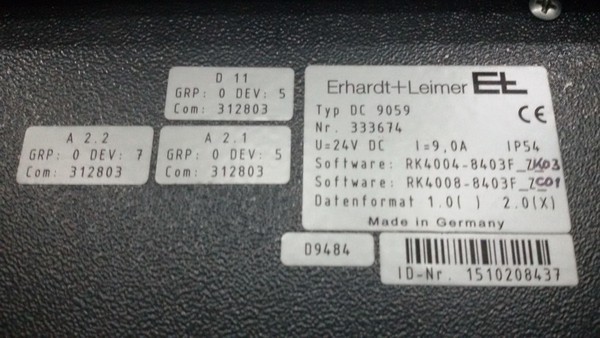 D 11
GRP: 0 DEV: 5
Com: 312803
A 2.2
GRP: 0 DEV: 7
Com: 312803
A 2.1
GRP: 0 DEV: 5
Com: 312803
Erhardt+Leimer E+L
CE
Typ DC 9059
Nr. 333674
U=24V DC I=9,0A IP54
Software: RK4004-8403F_ZK03
Software: RK4008-8403F_ZC01
Datenformat 1.0( ) 2.0(X)
Made in Germany
D9484
ID-Nr. 1510208437